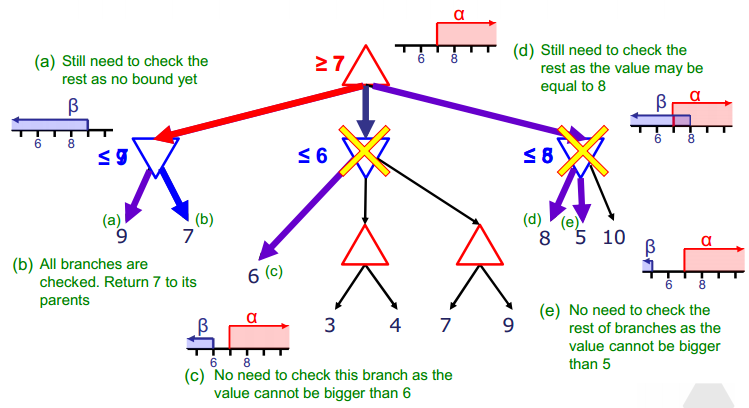 (a) Still need to check the
rest as no bound yet
β
6 8
≥ 7
α
6 8
(d) Still need to check the
rest as the value may be
equal to 8
β α
6 8
≤ 6
(a) (b)
9 7
(b) All branches are
checked. Return 7 to its
parents
6 (c)
3 4 7 9
(d) (e)
8 5 10
β α
6 8
(e) No need to check the
rest of branches as the
value cannot be bigger
than 5
β α
6 8
(c) No need to check this branch as the
value cannot be bigger than 6